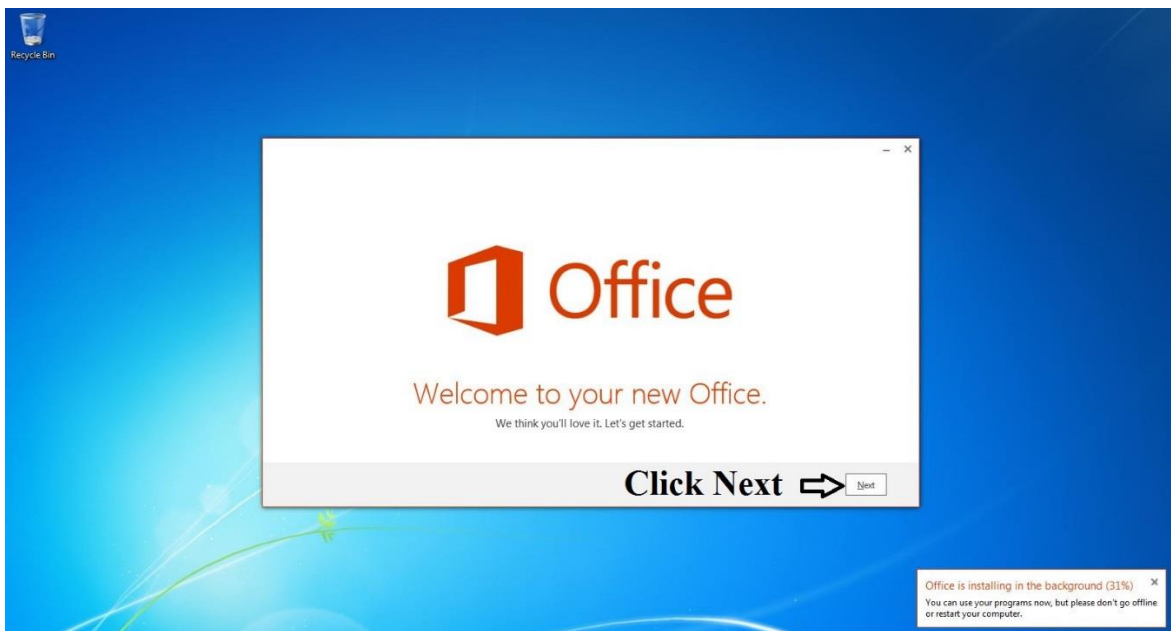 Recycle Bin
Office
Welcome to your new Office.
We think you'll love it. Let's get started.
Click Next
Next
Office is installing in the background (31%)
You can use your programs now, but please don't go offline
or restart your computer.